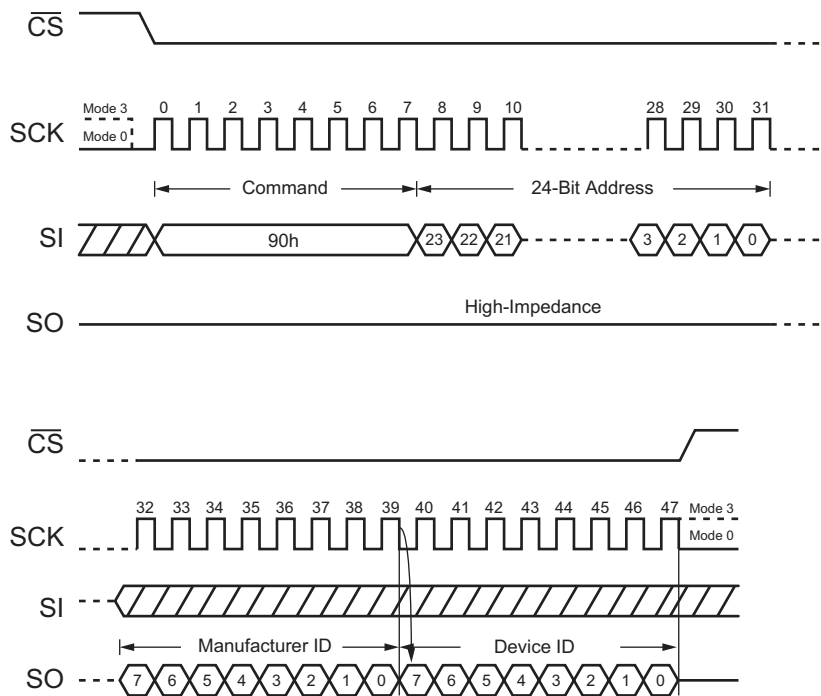 CS
Mode 3 0 1 2 3 4 5 6 7 8 9 10 28 29 30 31
SCK Mode 0
Command 24-Bit Address
SI 90h 23 22 21 3 2 1 0
High-Impedance
SO
CS
32 33 34 35 36 37 38 39 40 41 42 43 44 45 46 47 Mode 3
SCK Mode 0
SI
Manufacturer ID Device ID
SO 7 6 5 4 3 2 1 0 7 6 5 4 3 2 1 0